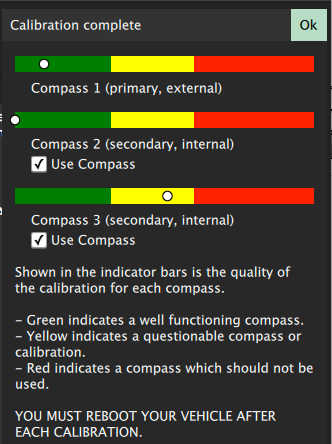 Calibration complete
Ok
Compass 1 (primary, external)
Compass 2 (secondary, internal)
Use Compass
Compass 3 (secondary, internal)
Use Compass
Shown in the indicator bars is the quality of
the calibration for each compass.
- Green indicates a well functioning compass.
- Yellow indicates a questionable compass or
calibration.
- Red indicates a compass which should not be
used.
YOU MUST REBOOT YOUR VEHICLE AFTER
EACH CALIBRATION.